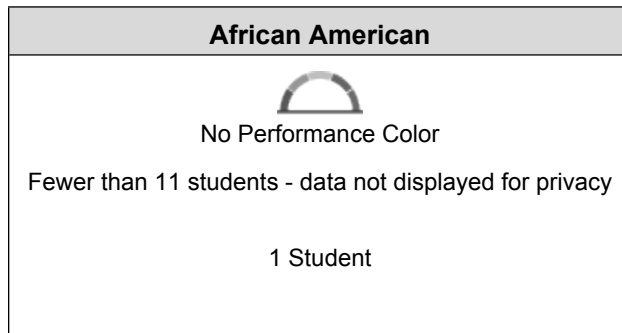 African American
No Performance Color
Fewer than 11 students - data not displayed for privacy
1 Student